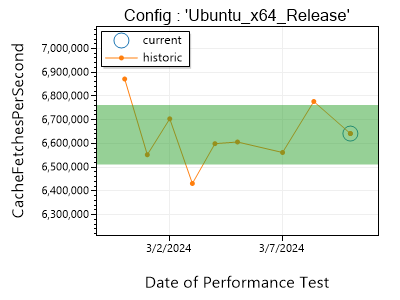 Config : 'Ubuntu_x64_Release'
current
historic
7,000,000
6,900,000
6,800,000
6,700,000
6,600,000
6,500,000
6,400,000
6,300,000
CacheFetchesPerSecond
3/2/2024
3/7/2024
Date of Performance Test